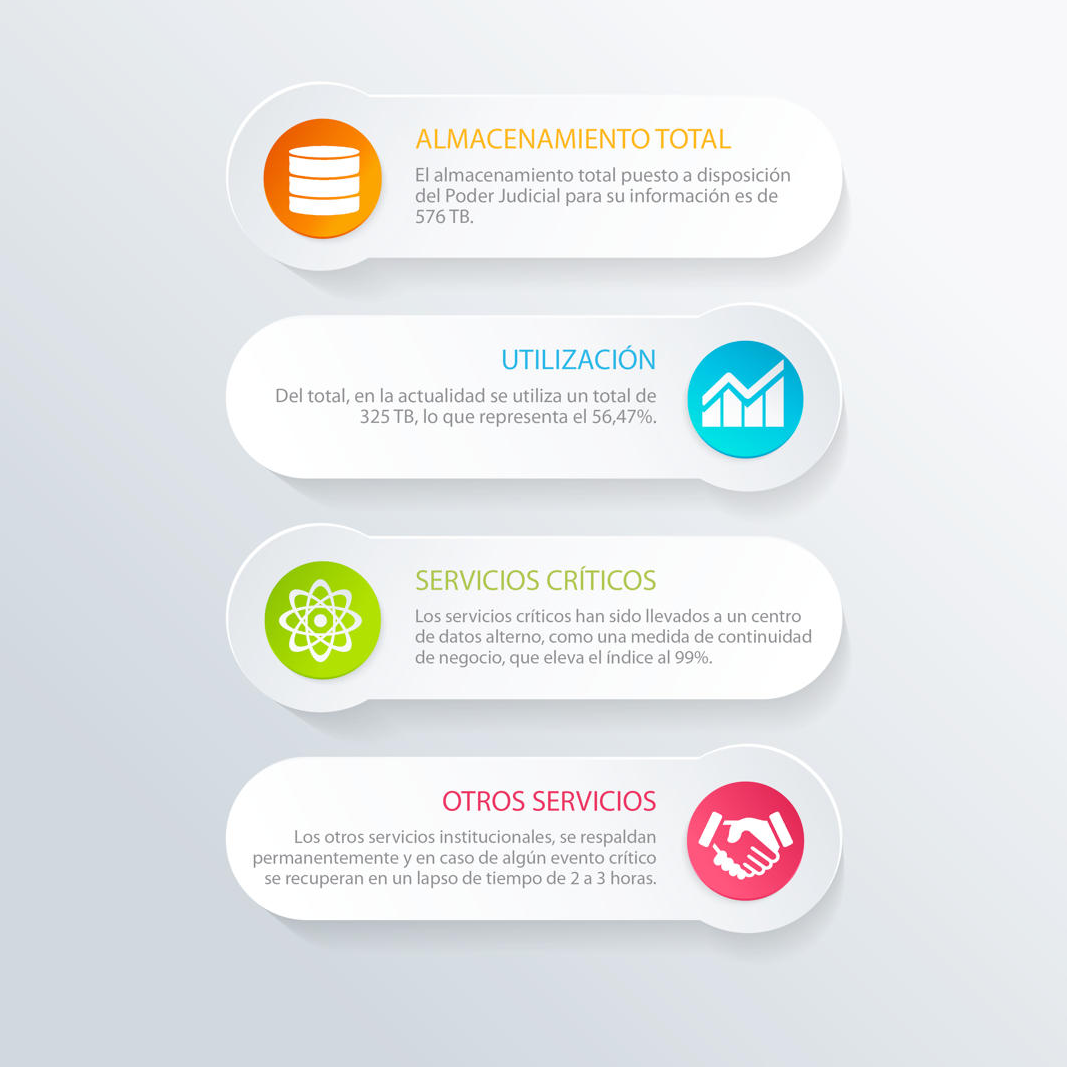 ALMACENAMIENTO TOTAL
El almacenamiento total puesto a disposición
del Poder Judicial para su información es de
576 TB.
UTILIZACIÓN
Del total, en la actualidad se utiliza un total de
325 TB, lo que representa el 56,47%.
SERVICIOS CRÍTICOS
Los servicios críticos han sido llevados a un centro
de datos alterno, como una medida de continuidad
de negocio, que eleva el índice al 99%.
OTROS SERVICIOS
Los otros servicios institucionales, se respaldan
permanentemente y en caso de algún evento crítico
se recuperan en un lapso de tiempo de 2 a 3 horas.